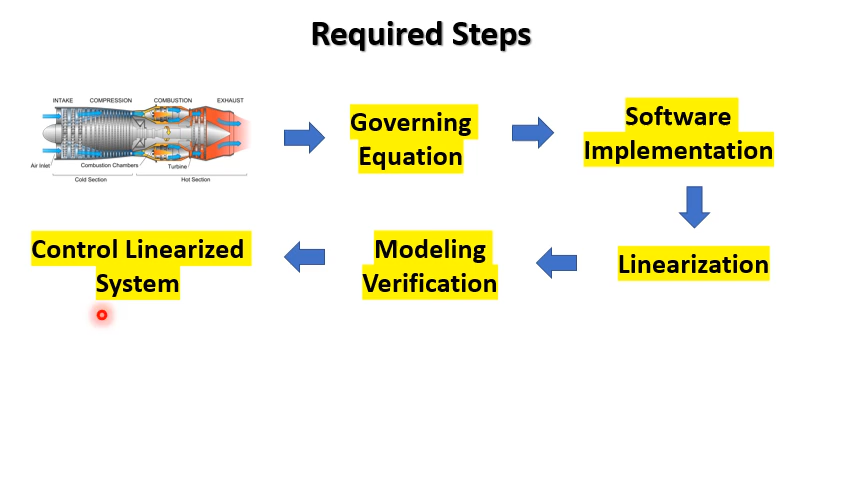 Required Steps
INTAKE COMPRESSION COMBUSTION EXHAUST
Air Inlet Combustion Chambers Turbine
Cold Section Hot Section
Governing
Equation
Software
Implementation
Linearization
Modeling
Verification
Control Linearized
System